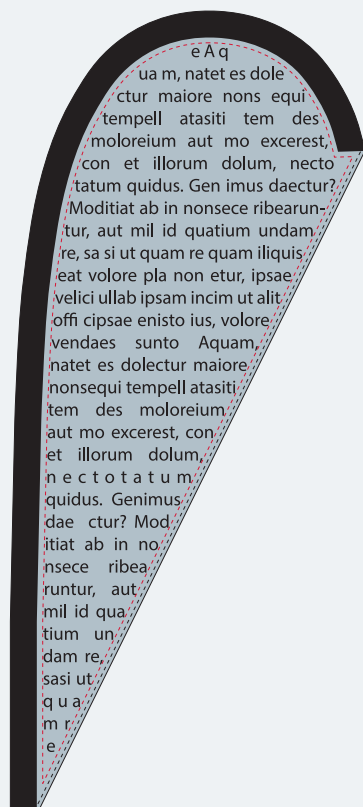 e A q
ua m, natet es dole
ctur maiore nons equi
tempell atasiti tem des
moloreium aut mo excerest,
con et illorum dolum, necto
tatum quidus. Gen imus daectur?
Moditiat ab in nonsece ribearun-
tur, aut mil id quatium undam
re, sa si ut quam re quam iliquis
eat volore pla non etur, ipsae
velici ullab ipsam incim ut alit
offi cipsae enisto ius, volore
vendaes sunto Aquam,
natet es dolectur maiore
nonsequi tempell atasiti
tem des moloreium
aut mo excerest, con
et illorum dolum,
n e c t o t a t u m
quidus. Genimus
dae ctur? Mod
itiat ab in no
nsece ribea
runtur, aut
mil id qua
tium un
dam re,
sasi ut
q u a
m r
e